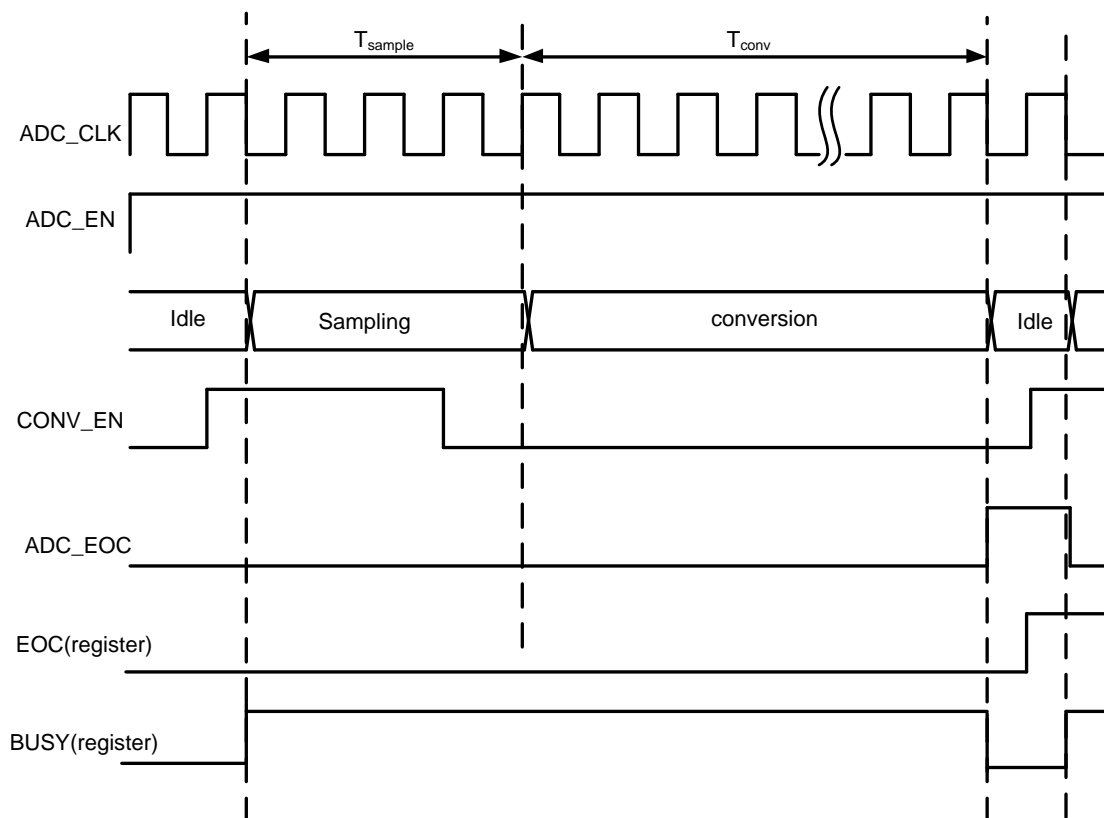 Tsample
Tconv
ADC_CLK
ADC_EN
Idle
Sampling
conversion
Idle
CONV_EN
ADC_EOC
EOC(register)
BUSY(register)